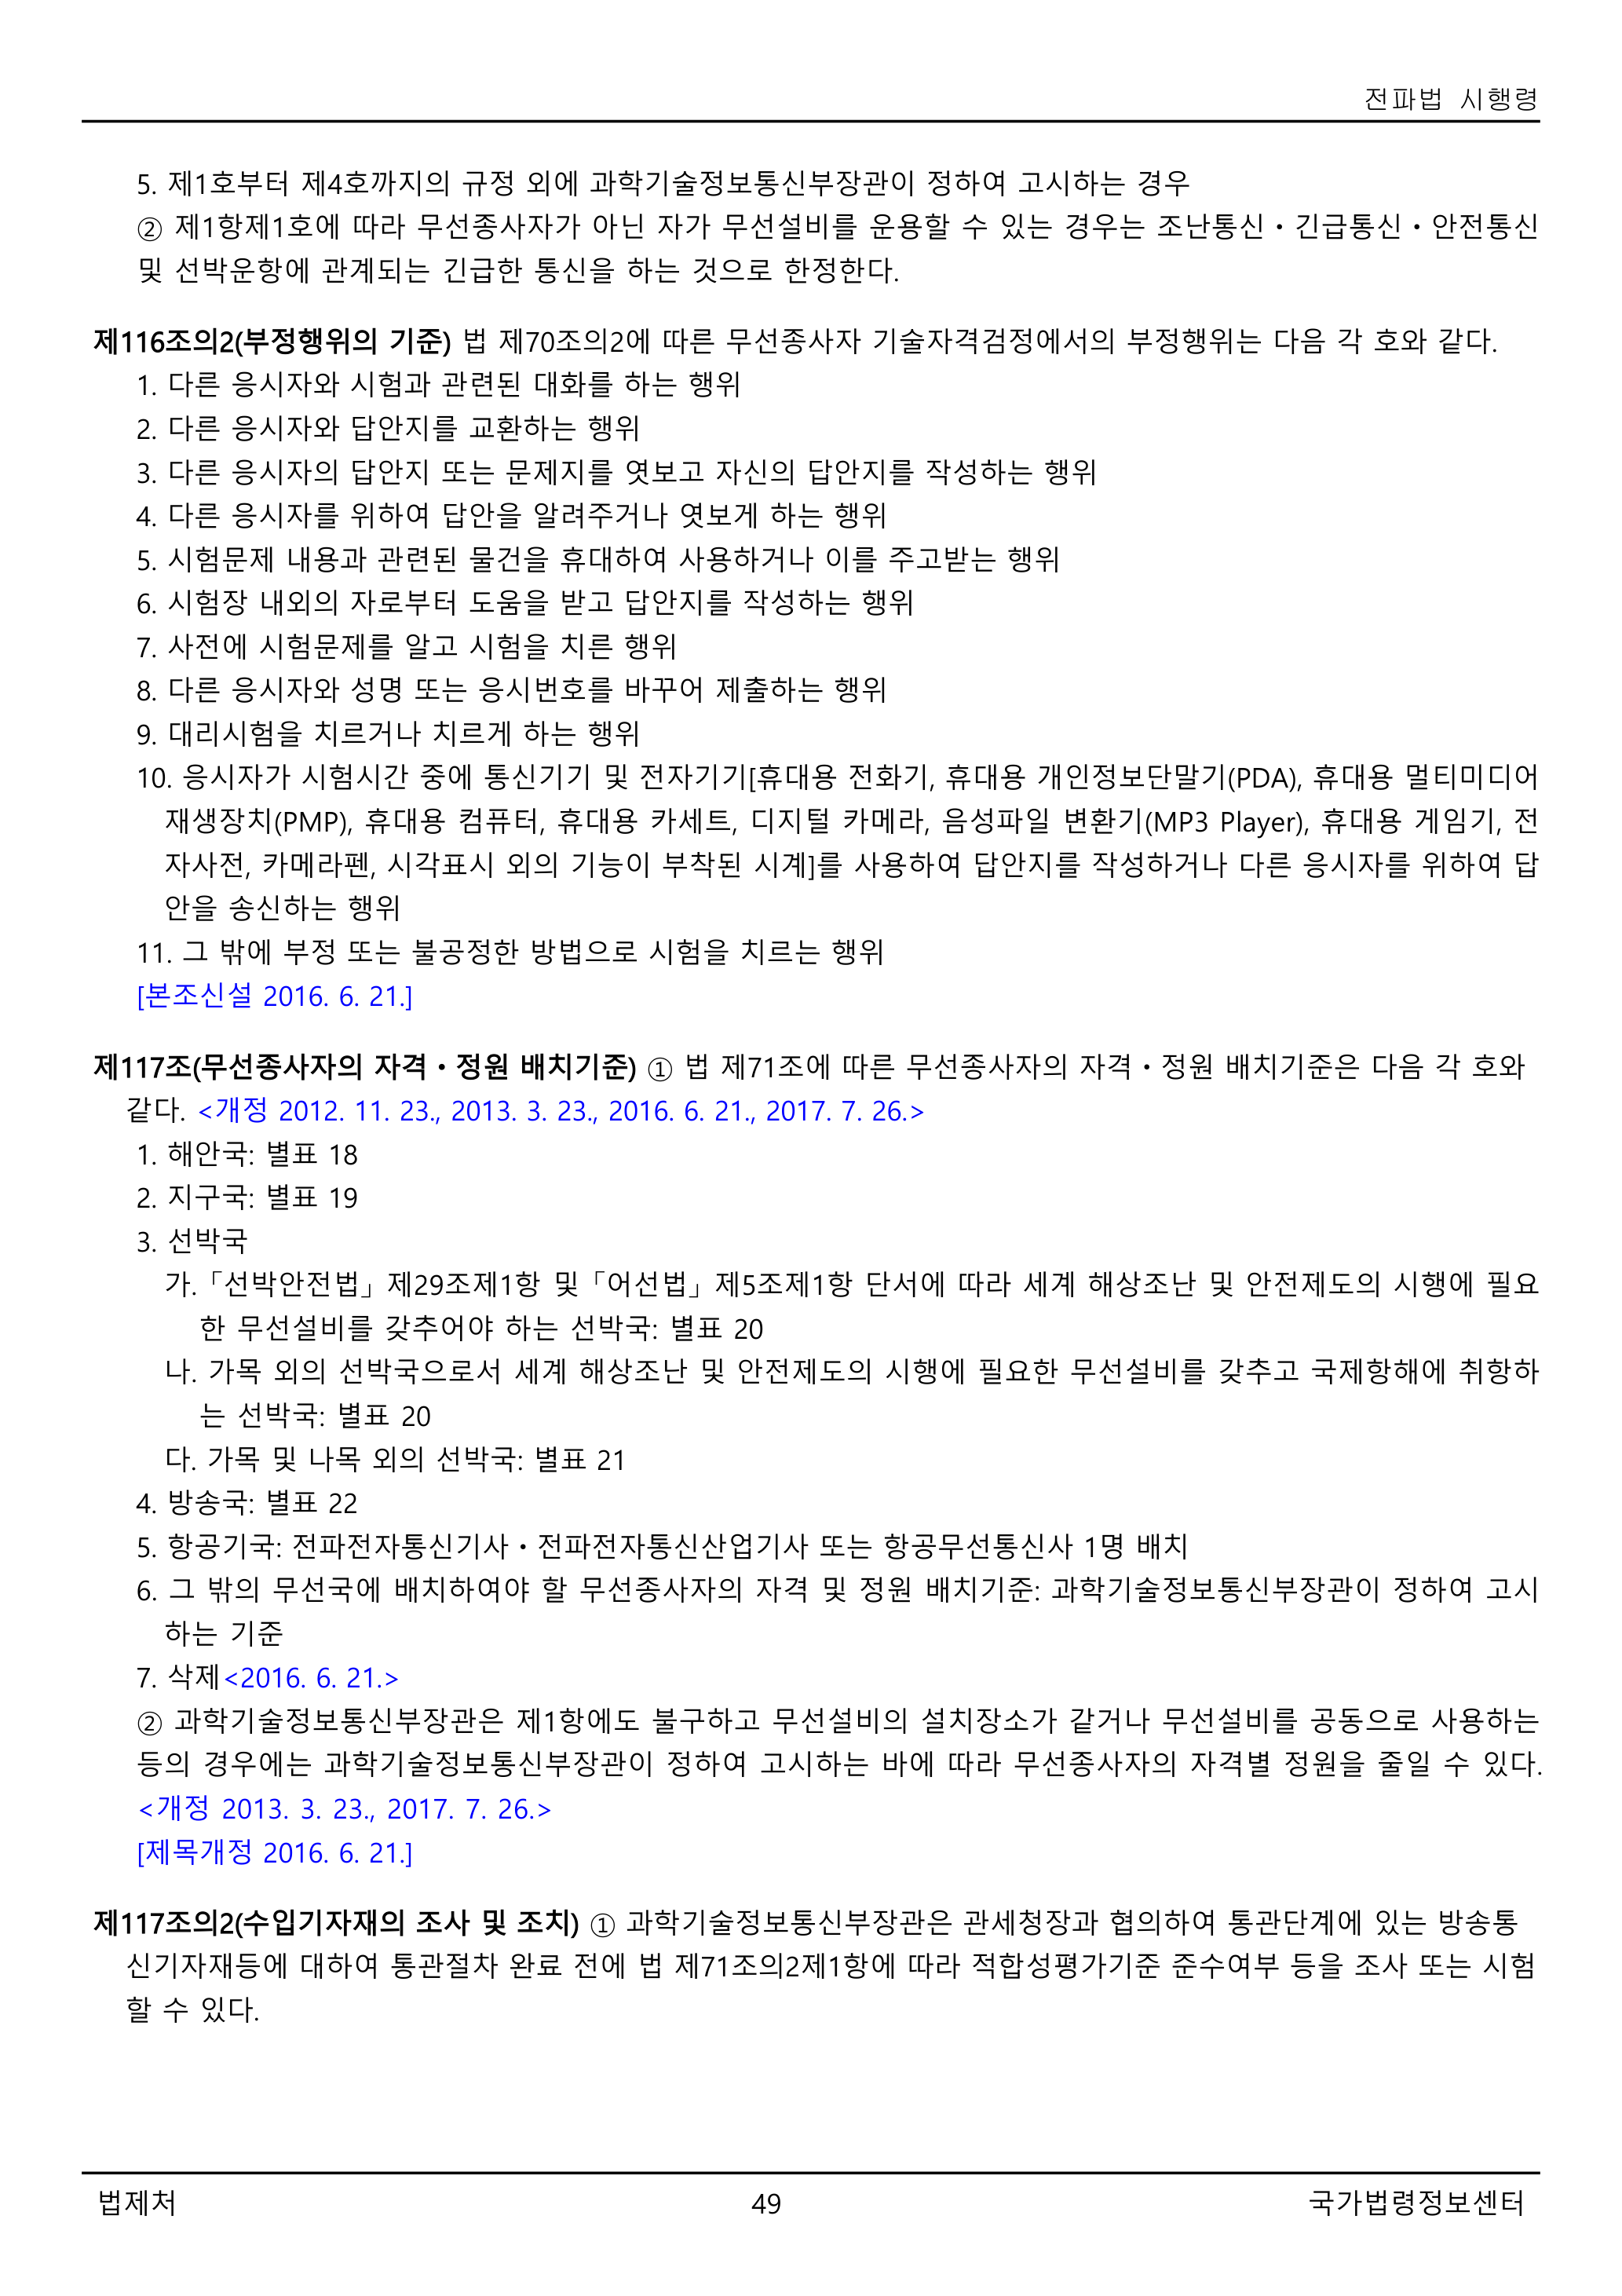 전파법 시행령
5. 제1호부터 제4호까지의 규정 외에 과학기술정보통신부장관이 정하여 고시하는 경우
② 제1항제1호에 따라 무선종사자가 아닌 자가 무선설비를 운용할 수 있는 경우는 조난통신ㆍ긴급통신ㆍ안전통신
및 선박운항에 관계되는 긴급한 통신을 하는 것으로 한정한다.
제116조의2(부정행위의 기준) 법 제70조의2에 따른 무선종사자 기술자격검정에서의 부정행위는 다음 각 호와 같다.
1. 다른 응시자와 시험과 관련된 대화를 하는 행위
2. 다른 응시자와 답안지를 교환하는 행위
3. 다른 응시자의 답안지 또는 문제지를 엿보고 자신의 답안지를 작성하는 행위
4. 다른 응시자를 위하여 답안을 알려주거나 엿보게 하는 행위
5. 시험문제 내용과 관련된 물건을 휴대하여 사용하거나 이를 주고받는 행위
6. 시험장 내외의 자로부터 도움을 받고 답안지를 작성하는 행위
7. 사전에 시험문제를 알고 시험을 치른 행위
8. 다른 응시자와 성명 또는 응시번호를 바꾸어 제출하는 행위
9. 대리시험을 치르거나 치르게 하는 행위
10. 응시자가 시험시간 중에 통신기기 및 전자기기[휴대용 전화기, 휴대용 개인정보단말기(PDA), 휴대용 멀티미디어
재생장치(PMP), 휴대용 컴퓨터, 휴대용 카세트, 디지털 카메라, 음성파일 변환기(MP3 Player), 휴대용 게임기, 전
자사전, 카메라펜, 시각표시 외의 기능이 부착된 시계]를 사용하여 답안지를 작성하거나 다른 응시자를 위하여 답
안을 송신하는 행위
11. 그 밖에 부정 또는 불공정한 방법으로 시험을 치르는 행위
[본조신설 2016. 6. 21.]
제117조(무선종사자의 자격ㆍ정원 배치기준) ① 법 제71조에 따른 무선종사자의 자격ㆍ정원 배치기준은 다음 각 호와
같다. <개정 2012. 11. 23., 2013. 3. 23., 2016. 6. 21., 2017. 7. 26.>
1. 해안국: 별표 18
2. 지구국: 별표 19
3. 선박국
가.「선박안전법」제29조제1항 및「어선법」제5조제1항 단서에 따라 세계 해상조난 및 안전제도의 시행에 필요
한 무선설비를 갖추어야 하는 선박국: 별표 20
나. 가목 외의 선박국으로서 세계 해상조난 및 안전제도의 시행에 필요한 무선설비를 갖추고 국제항해에 취항하
는 선박국: 별표 20
다. 가목 및 나목 외의 선박국: 별표 21
4. 방송국: 별표 22
5. 항공기국: 전파전자통신기사ㆍ전파전자통신산업기사 또는 항공무선통신사 1명 배치
6. 그 밖의 무선국에 배치하여야 할 무선종사자의 자격 및 정원 배치기준: 과학기술정보통신부장관이 정하여 고시
하는 기준
7. 삭제<2016. 6. 21.>
② 과학기술정보통신부장관은 제1항에도 불구하고 무선설비의 설치장소가 같거나 무선설비를 공동으로 사용하는
등의 경우에는 과학기술정보통신부장관이 정하여 고시하는 바에 따라 무선종사자의 자격별 정원을 줄일 수 있다.
<개정 2013. 3. 23., 2017. 7. 26.>
[제목개정 2016. 6. 21.]
제117조의2(수입기자재의 조사 및 조치) ① 과학기술정보통신부장관은 관세청장과 협의하여 통관단계에 있는 방송통
신기자재등에 대하여 통관절차 완료 전에 법 제71조의2제1항에 따라 적합성평가기준 준수여부 등을 조사 또는 시험
할 수 있다.
법제처
49
국가법령정보센터